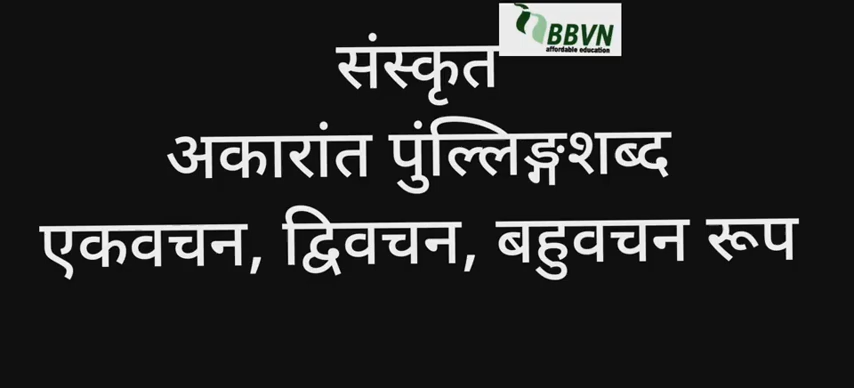 BBVN
affordable education
संस्कृत
अकारांत पुंल्लिङ्गशब्द
एकवचन, द्विवचन, बहुवचन रूप